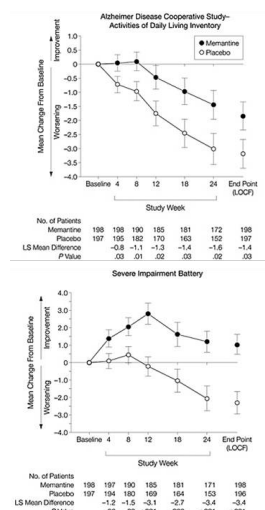 Alzheimer Disease Cooperative Study–
Activities of Daily Living Inventory
Mean Change From Baseline
Worsening
Improvement
1.0
0.5
0
−0.5
−1.0
−1.5
−2.0
−2.5
−3.0
−3.5
−4.0
Memantine
Placebo
Baseline 4 8 12 18 24 End Point
(LOCF)
Study Week
No. of Patients
Memantine 198 198 190 185 181 172 198
Placebo 197 195 182 170 163 152 197
LS Mean Difference −0.8 −1.1 −1.3 −1.4 −1.6 −1.4
P Value .03 .01 .02 .03 .02 .03
Severe Impairment Battery
Mean Change From Baseline
Worsening
Improvement
4.0
3.0
2.0
1.0
0
−1.0
−2.0
−3.0
−4.0
Baseline 4 8 12 18 24 End Point
(LOCF)
Study Week
No. of Patients
Memantine 198 197 190 185 181 171 198
Placebo 197 194 180 169 164 153 196
LS Mean Difference −1.2 −1.5 −3.1 −2.7 −3.4 −3.4